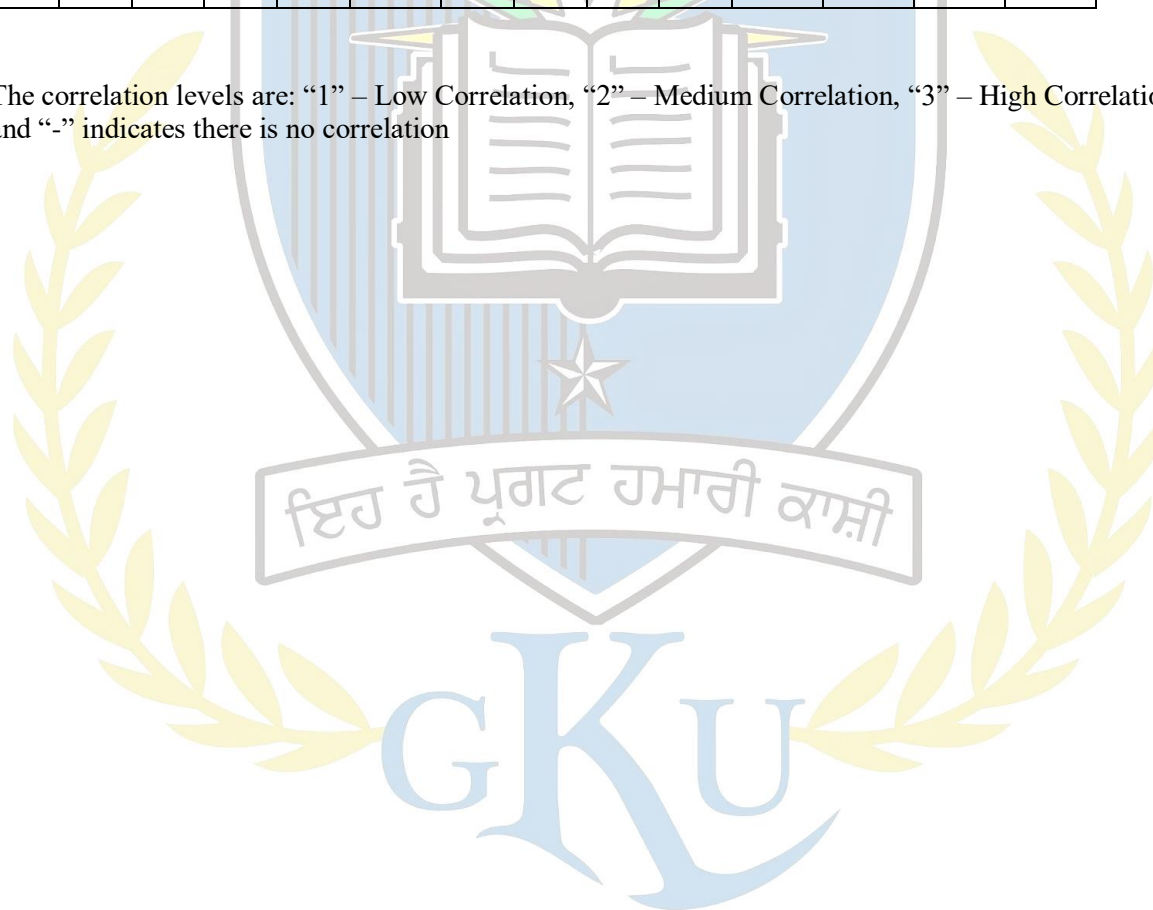 The correlation levels are: “1” – Low Correlation, “2” – Medium Correlation, “3” – High Correlatio
and “-” indicates there is no correlation
ਇਹ ਹੈ ਪ੍ਰਗਟ ਹਮਾਰੀ ਕਾਸ਼ੀ
GKU